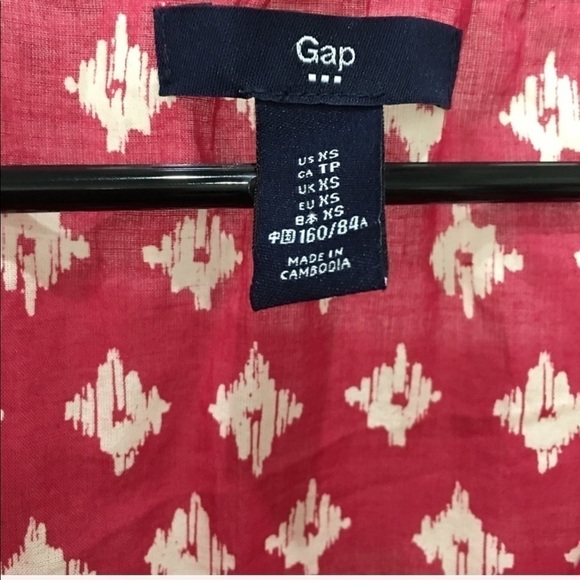 Gap
US XS
CA TP
UK XS
EU XS
日本 XS
中国 160/84A
MADE IN
CAMBODIA